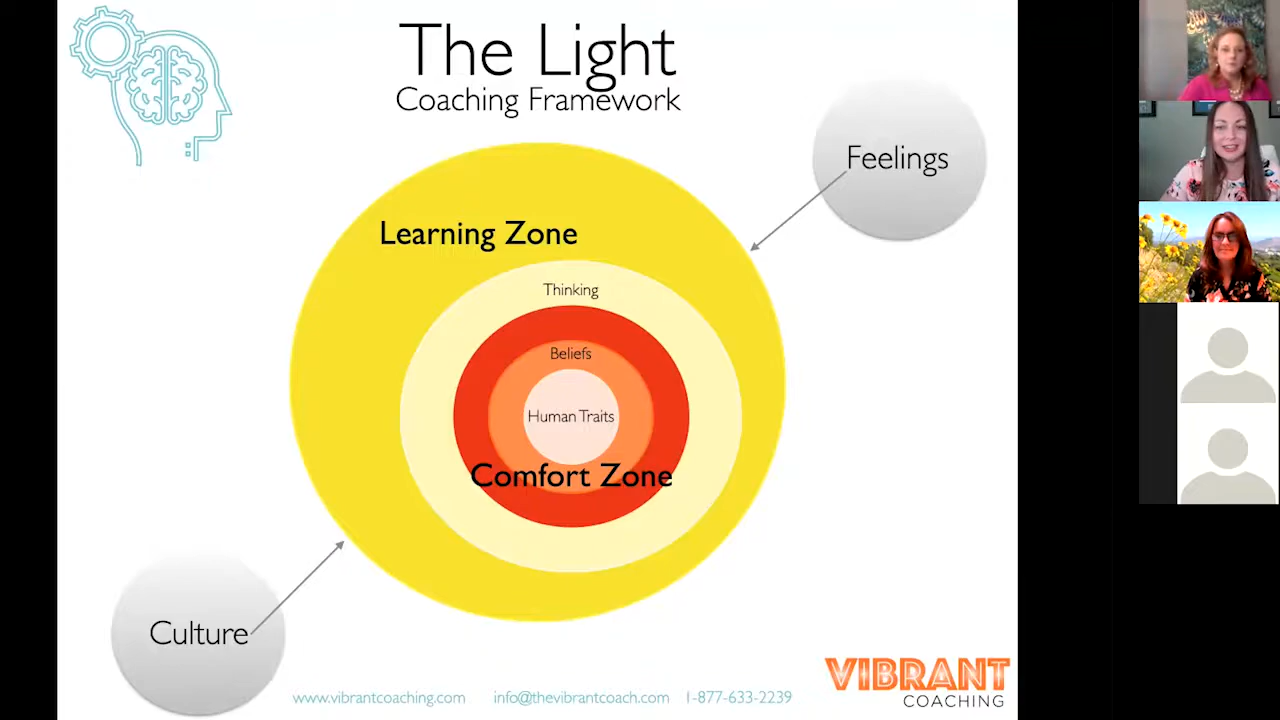 The Light
Coaching Framework
Feelings
Learning Zone
Thinking
Beliefs
Human Traits
Comfort Zone
Culture
www.vibrantcoaching.com info@thevibrantcoach.com 1-877-633-2239
VIBRANT
COACHING